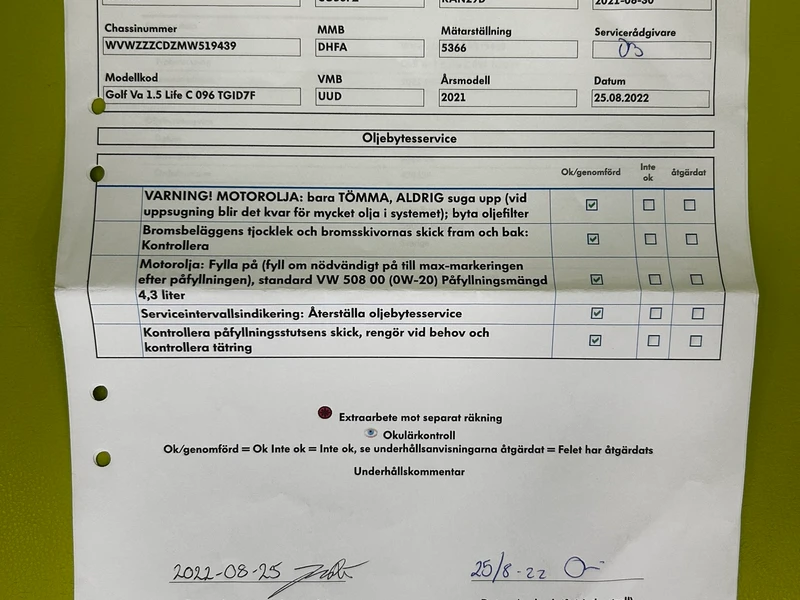 2021-08-30
Chassinummer MMB Mätarställning Servicerådgivare
WVWZZZCDZMW519439 DHFA 5366
Modellkod VMB Årsmodell Datum
Golf Va 1.5 Life C 096 TGID7F UUD 2021 25.08.2022
Oljebytesservice
Ok/genomförd Inte ok åtgärdat
VARNING! MOTOROLJA: bara TÖMMA, ALDRIG suga upp (vid
uppsugning blir det kvar för mycket olja i systemet); byta oljefilter
Bromsbeläggens tjocklek och bromsskivornas skick fram och bak:
Kontrollera
Motorolja: Fylla på (fyll om nödvändigt på till max-markeringen
efter påfyllningen), standard VW 508 00 (0W-20) Påfyllningsmängd
4,3 liter
Serviceintervallsindikering: Återställa oljebytesservice
Kontrollera påfyllningsstutsens skick, rengör vid behov och
kontrollera tätring
Extraarbete mot separat räkning
Okulärkontroll
Ok/genomförd = Ok Inte ok = Inte ok, se underhållsanvisningarna åtgärdat = Felet har åtgärdats
Underhållskommentar
2022-08-25 25/8-22